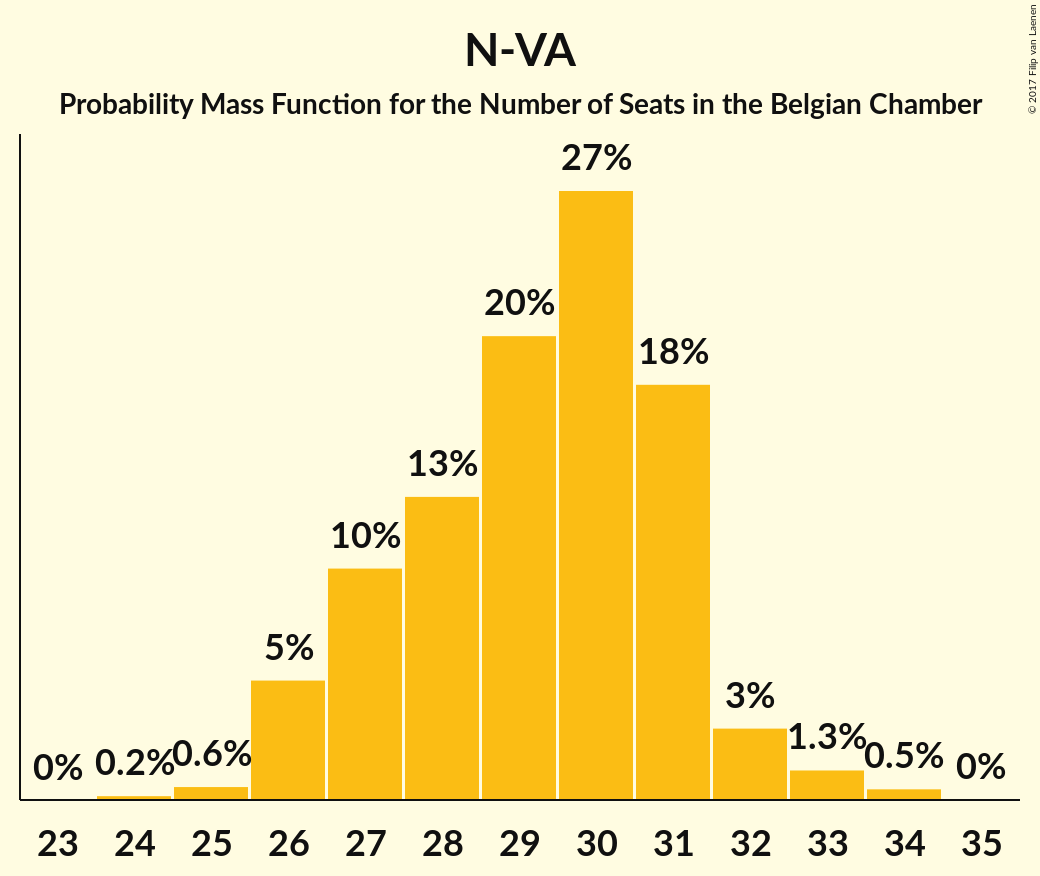 N-VA
Probability Mass Function for the Number of Seats in the Belgian Chamber
© 2017 Filip van Laenen
27%
20%
18%
13%
10%
5%
3%
1.3%
0% 0.2% 0.6% 0.5% 0%
23 24 25 26 27 28 29 30 31 32 33 34 35